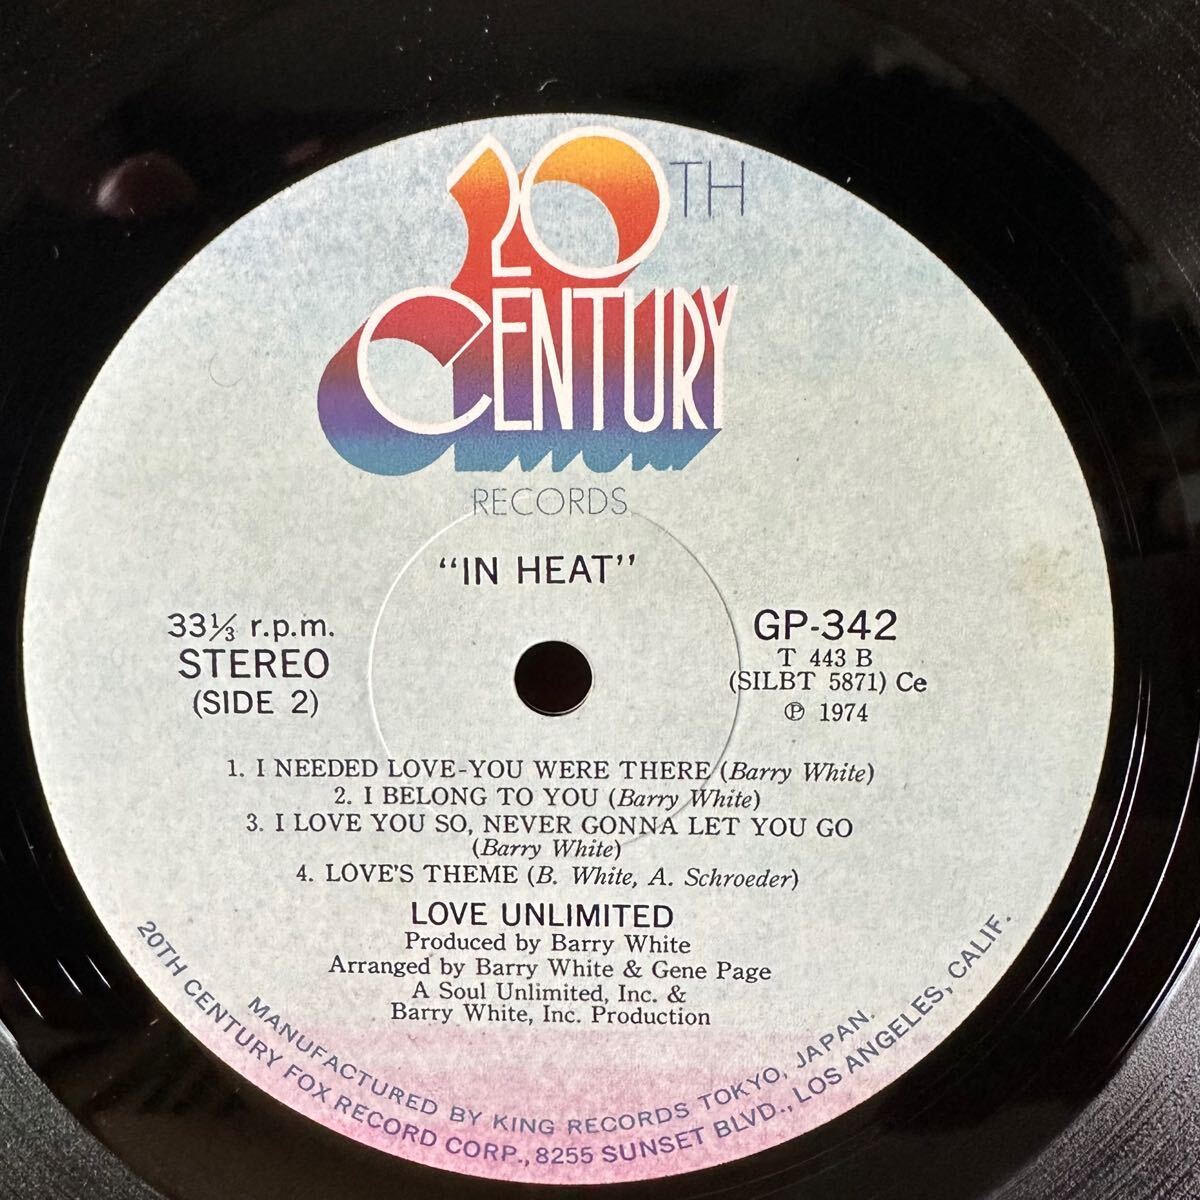 20TH
CENTURY
RECORDS
“IN HEAT”
33⅓ r.p.m.
STEREO
(SIDE 2)
GP-342
T 443 B
(SILBT 5871) Ce
℗ 1974
1. I NEEDED LOVE-YOU WERE THERE (Barry White)
2. I BELONG TO YOU (Barry White)
3. I LOVE YOU SO, NEVER GONNA LET YOU GO
(Barry White)
4. LOVE'S THEME (B. White, A. Schroeder)
LOVE UNLIMITED
Produced by Barry White
Arranged by Barry White & Gene Page
A Soul Unlimited, Inc. &
Barry White, Inc. Production
MANUFACTURED BY KING RECORDS TOKYO, JAPAN.
20TH CENTURY FOX RECORD CORP., 8255 SUNSET BLVD., LOS ANGELES, CALIF.